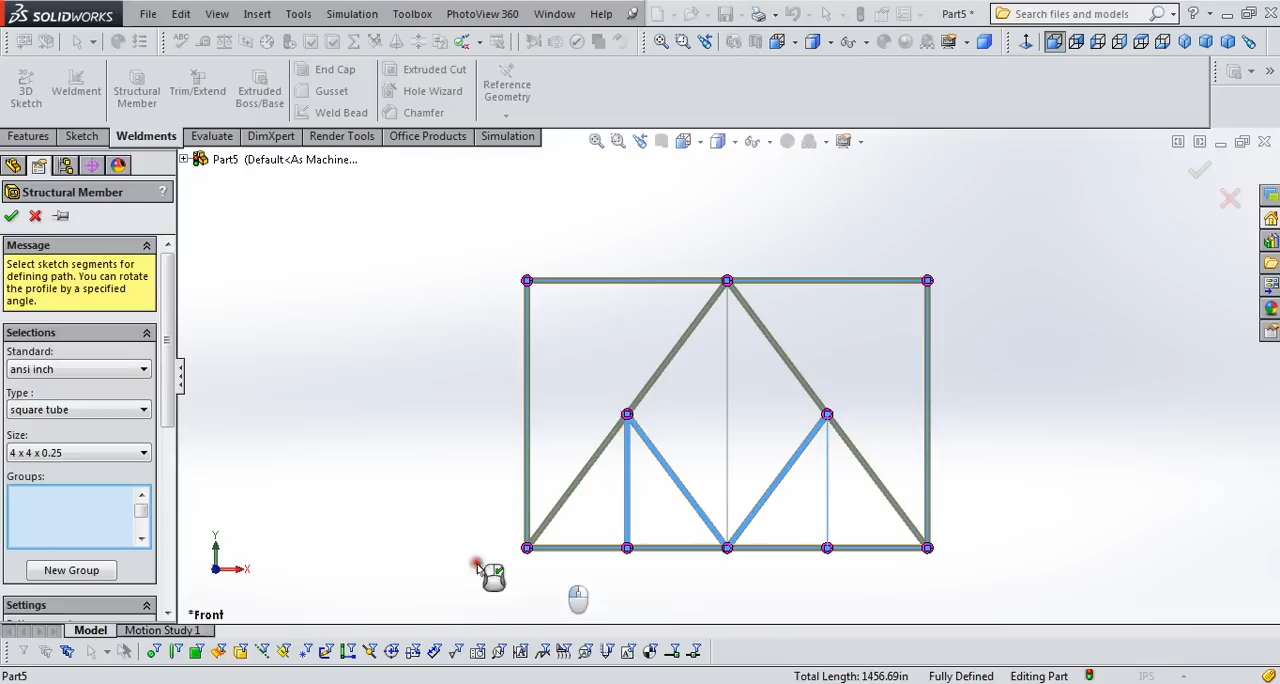 SOLIDWORKS File Edit View Insert Tools Simulation Toolbox PhotoView 360 Window Help Part5 * Search files and models
3D Sketch
Weldment
Structural Member
Trim/Extend
Extruded Boss/Base
End Cap
Gusset
Weld Bead
Extruded Cut
Hole Wizard
Chamfer
Reference Geometry
Features Sketch Weldments Evaluate DimXpert Render Tools Office Products Simulation
Part5 (Default<As Machine...
Structural Member ?
Message
Select sketch segments for
defining path. You can rotate
the profile by a specified
angle.
Selections
Standard:
ansi inch
Type :
square tube
Size:
4 x 4 x 0.25
Groups:
New Group
Settings
Y
X
*Front
Model Motion Study 1
Part5 Total Length: 1456.69in Fully Defined Editing Part IPS